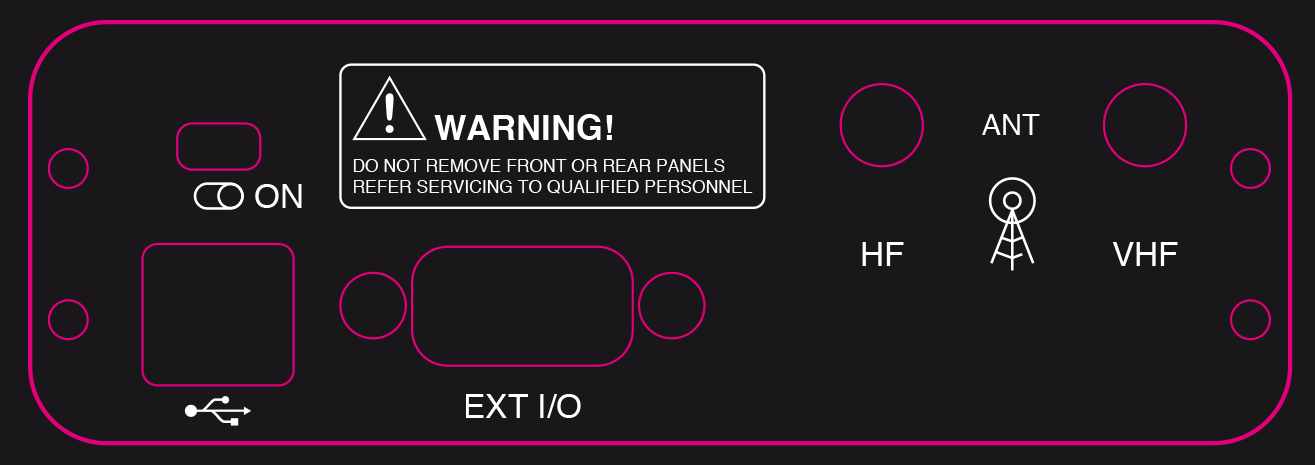 WARNING!
DO NOT REMOVE FRONT OR REAR PANELS
REFER SERVICING TO QUALIFIED PERSONNEL
ANT
ON
HF
VHF
EXT I/O